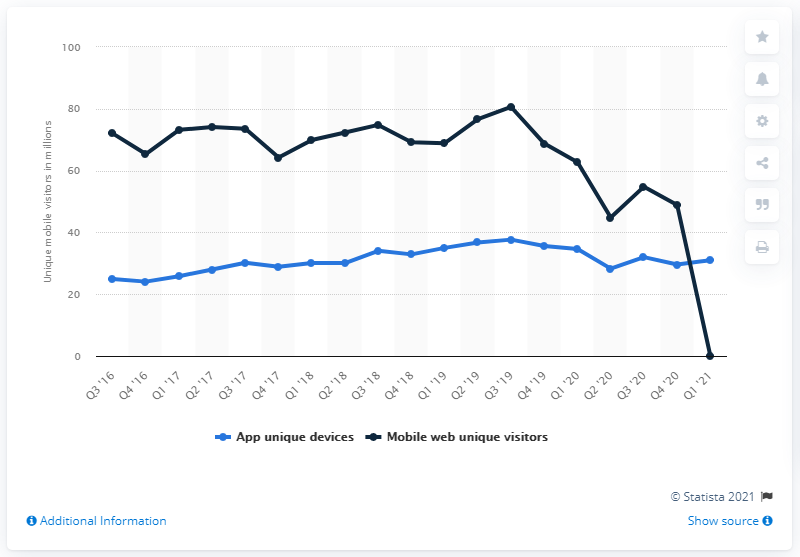 Unique mobile visitors in millions
100
80
60
40
20
0
Q3 '16
Q4 '16
Q1 '17
Q2 '17
Q3 '17
Q4 '17
Q1 '18
Q2 '18
Q3 '18
Q4 '18
Q1 '19
Q2 '19
Q3 '19
Q4 '19
Q1 '20
Q2 '20
Q3 '20
Q4 '20
Q1 '21
App unique devices Mobile web unique visitors
© Statista 2021
Additional Information Show source